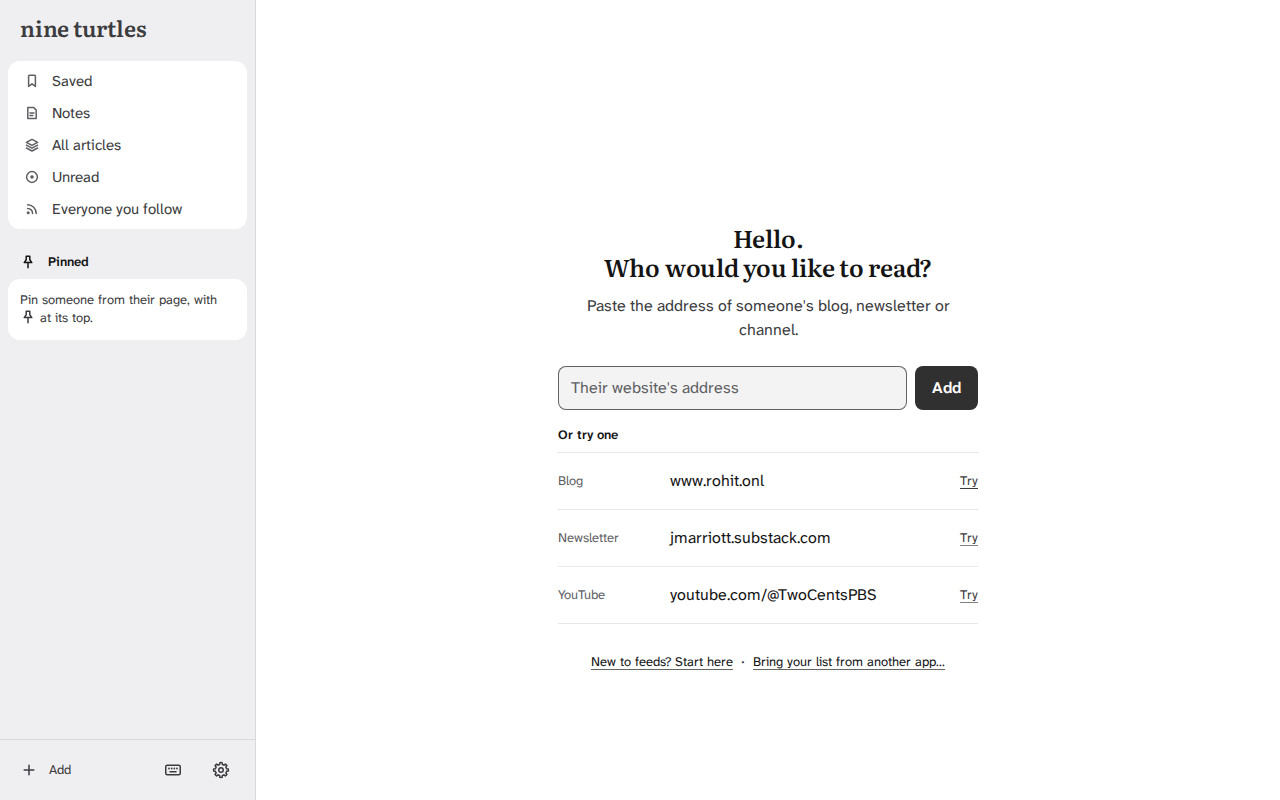 nine turtles
Saved
Notes
All articles
Unread
Everyone you follow
Pinned
Pin someone from their page, with
at its top.
Add
Hello.
Who would you like to read?
Paste the address of someone's blog, newsletter or
channel.
Their website's address
Add
Or try one
Blog www.rohit.onl Try
Newsletter jmarriott.substack.com Try
YouTube youtube.com/@TwoCentsPBS Try
New to feeds? Start here · Bring your list from another app...